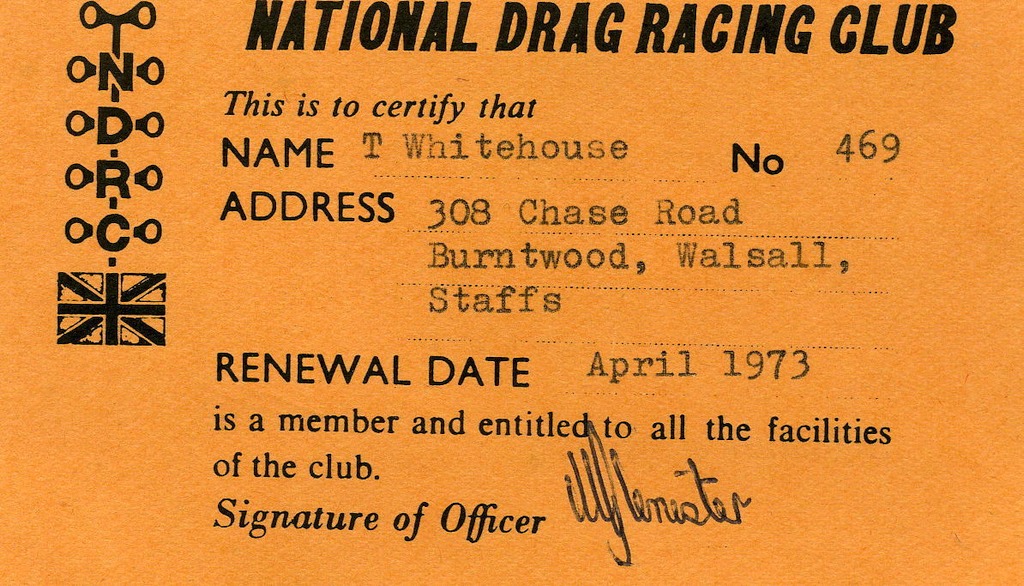 NATIONAL DRAG RACING CLUB
N
D
R
C
This is to certify that
NAME T Whitehouse No 469
ADDRESS 308 Chase Road
Burntwood, Walsall,
Staffs
RENEWAL DATE April 1973
is a member and entitled to all the facilities
of the club.
Signature of Officer